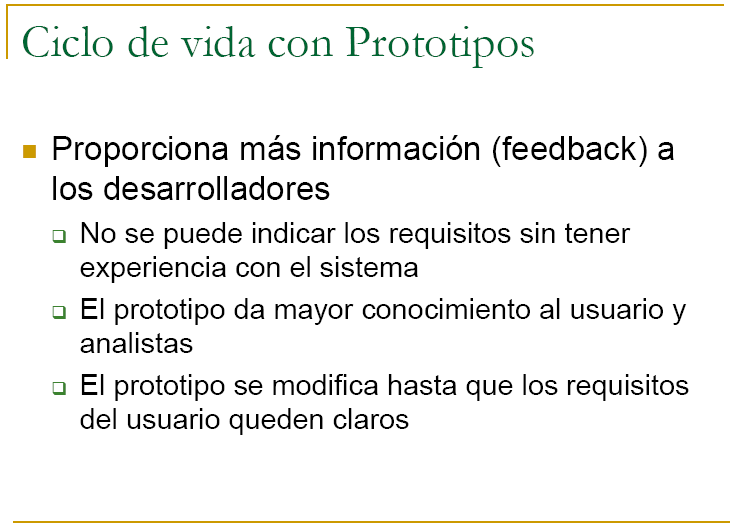 Ciclo de vida con Prototipos
Proporciona más información (feedback) a
los desarrolladores
No se puede indicar los requisitos sin tener
experiencia con el sistema
El prototipo da mayor conocimiento al usuario y
analistas
El prototipo se modifica hasta que los requisitos
del usuario queden claros